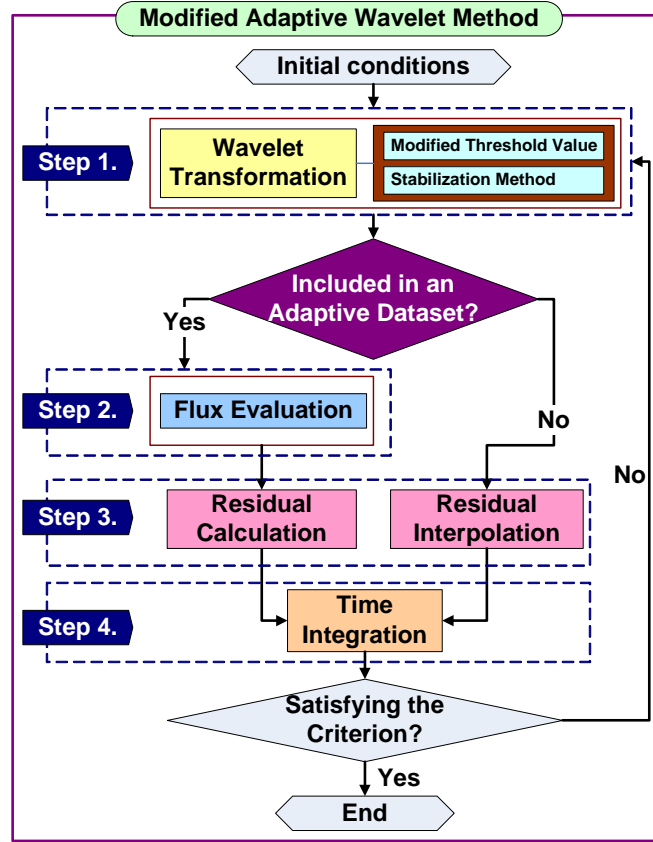 Modified Adaptive Wavelet Method
Initial conditions
Step 1.
Wavelet
Transformation
Modified Threshold Value
Stabilization Method
Included in an
Adaptive Dataset?
Yes
No
Step 2.
Flux Evaluation
No
Step 3.
Residual
Calculation
Residual
Interpolation
Step 4.
Time
Integration
Satisfying the
Criterion?
Yes
End